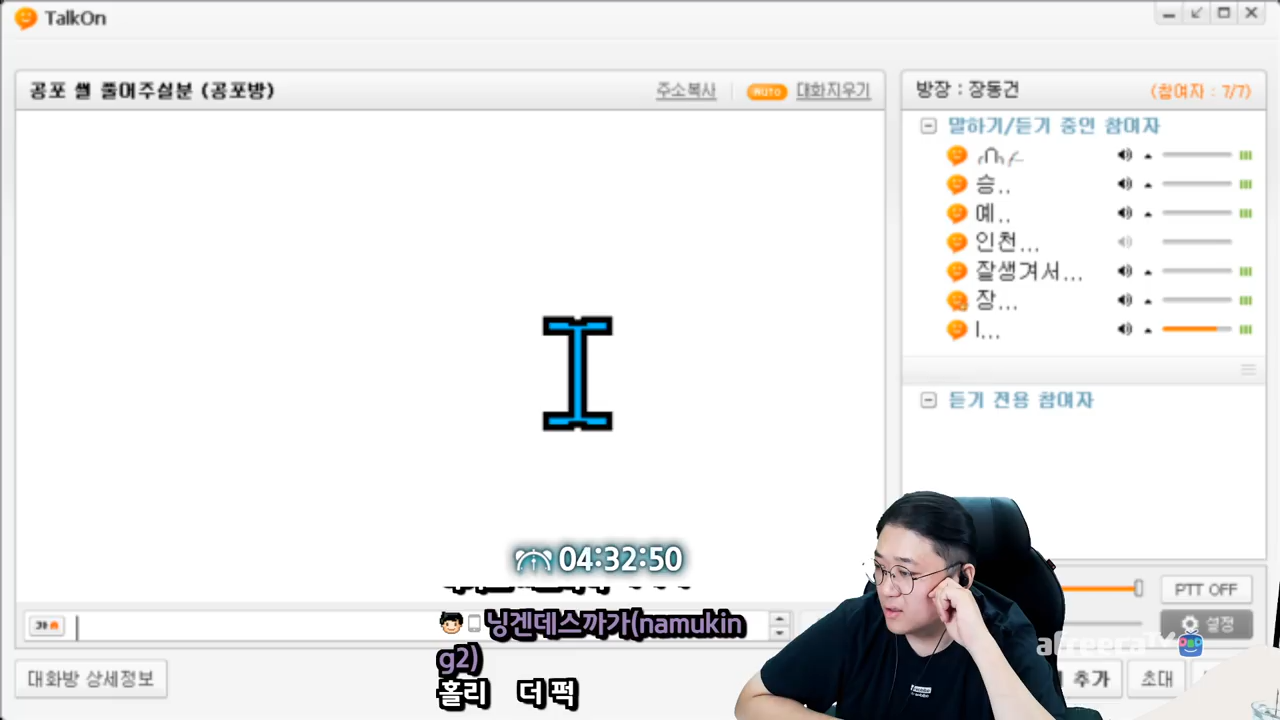 TalkOn
공포 썰 풀어주실분 (공포방)
주소복사
AUTO
대화지우기
방장 : 장동건
(참여자 : 7/7)
말하기/듣기 중인 참여자
승..
예..
인천...
잘생겨서...
장...
l...
듣기 전용 참여자
04:32:50
PTT OFF
가
닝겐데스까가(namukin
g2)
홀리 더 퍽
설정
afreecaTV
대화방 상세정보
추가
초대